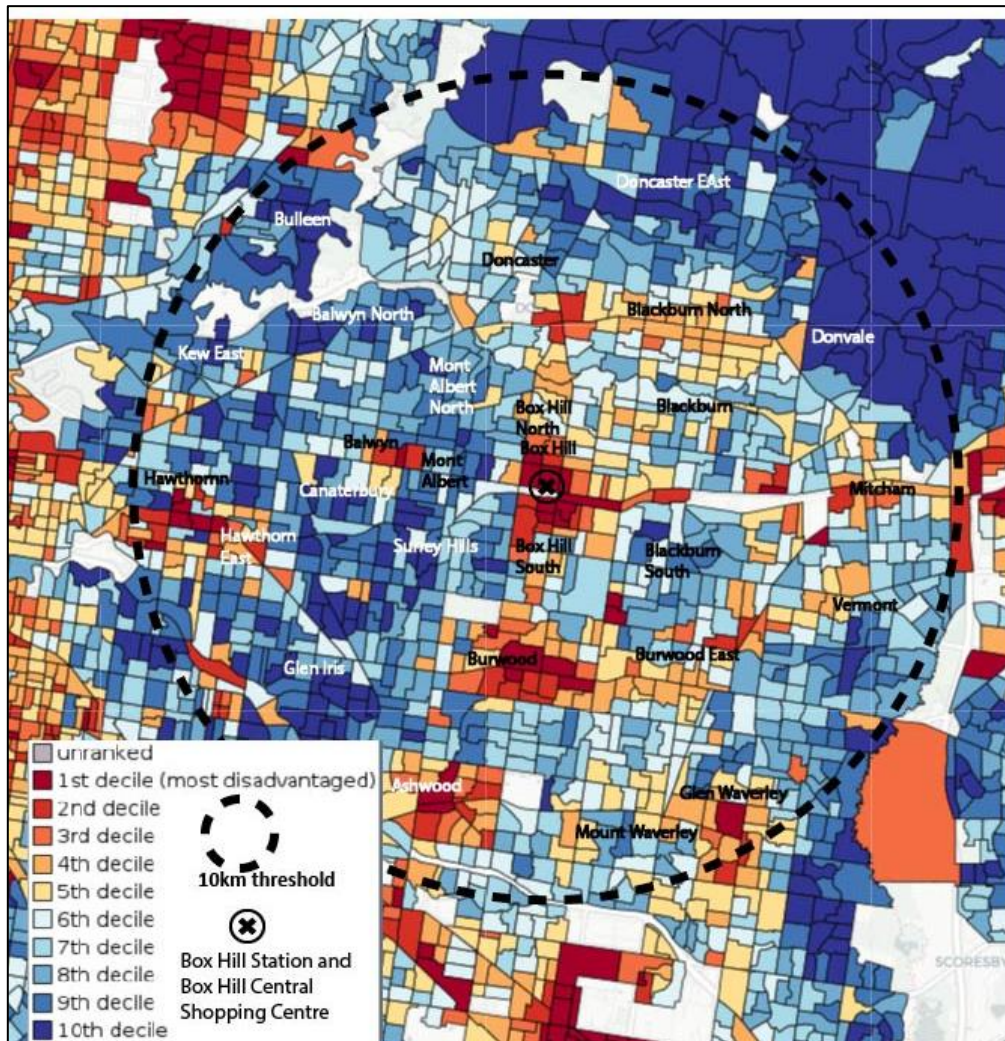 Doncaster EAst
Bulleen
Doncaster
Blackburn North
Balwyn North
Donvale
Kew East
Mont
Albert
North
Box Hill
North
Blackburn
Box Hill
Balwyn
Mont
Albert
Hawthornn
Canaterbury
Mitcham
Hawthorn
East
Surrey Hills
Box Hill
South
Blackburn
South
Vermont
Burwood
Burwood East
Glen Iris
unranked
1st decile (most disadvantaged)
2nd decile
3rd decile
4th decile
5th decile
6th decile
7th decile
8th decile
9th decile
10th decile
10km threshold
Box Hill Station and
Box Hill Central
Shopping Centre
Ashwood
Glen Waverley
Mount Waverley
SCORESBY